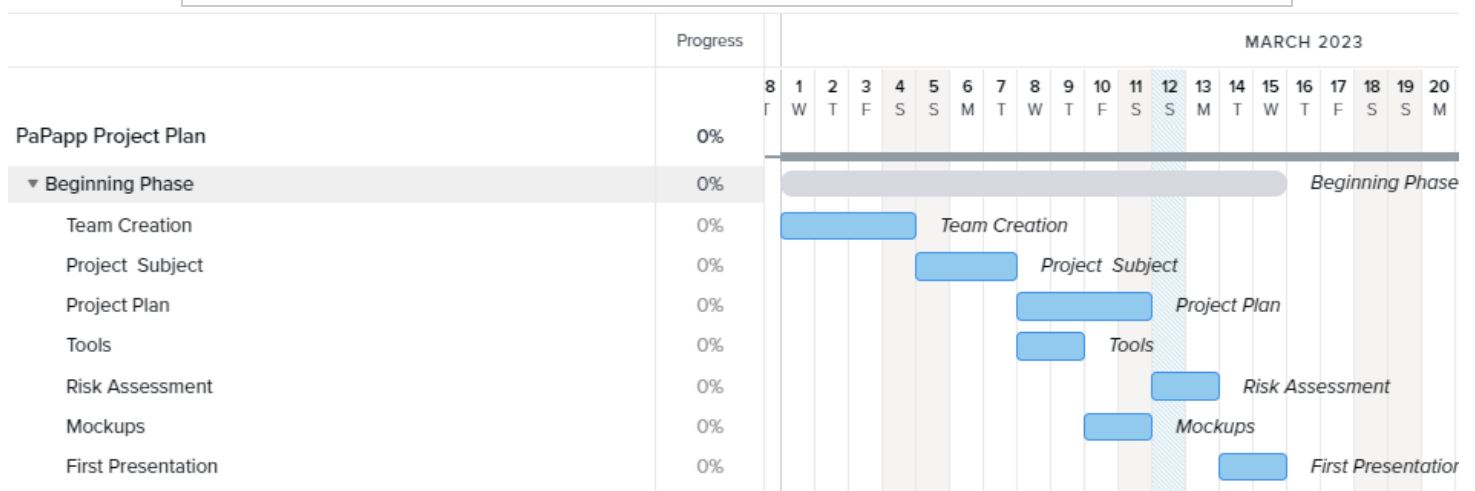 Progress
MARCH 2023
8 1 2 3 4 5 6 7 8 9 10 11 12 13 14 15 16 17 18 19 20
T W T F S S M T W T F S S M T W T F S S M
PaPapp Project Plan 0%
Beginning Phase 0% Beginning Phase
Team Creation 0% Team Creation
Project Subject 0% Project Subject
Project Plan 0% Project Plan
Tools 0% Tools
Risk Assessment 0% Risk Assessment
Mockups 0% Mockups
First Presentation 0% First Presentation